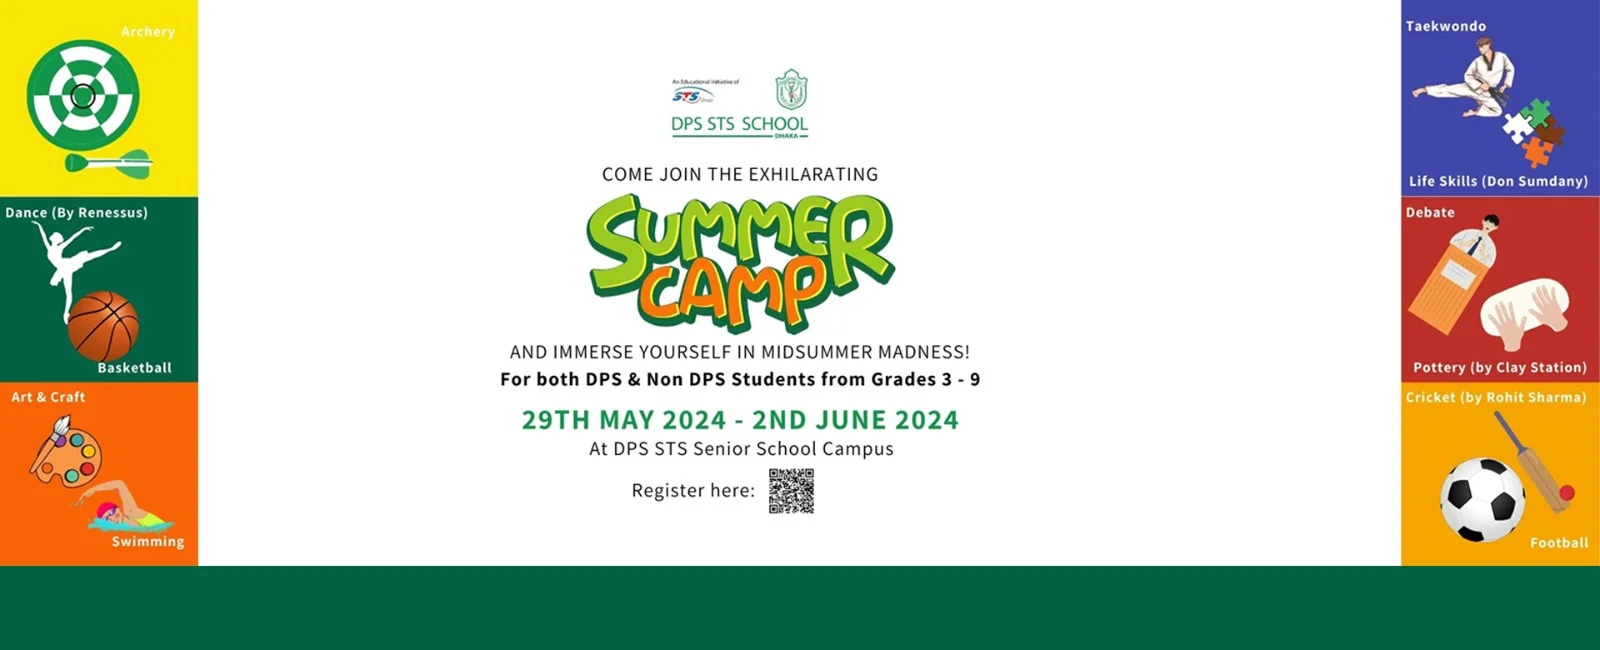 Archery
Dance (By Renessus)
Basketball
Art & Craft
Swimming
An Educational Initiative of
STS Group
DPS STS SCHOOL
DHAKA
COME JOIN THE EXHILARATING
SUMMER
CAMP
AND IMMERSE YOURSELF IN MIDSUMMER MADNESS!
For both DPS & Non DPS Students from Grades 3 - 9
29TH MAY 2024 - 2ND JUNE 2024
At DPS STS Senior School Campus
Register here:
Taekwondo
Life Skills (Don Sumdany)
Debate
Pottery (by Clay Station)
Cricket (by Rohit Sharma)
Football